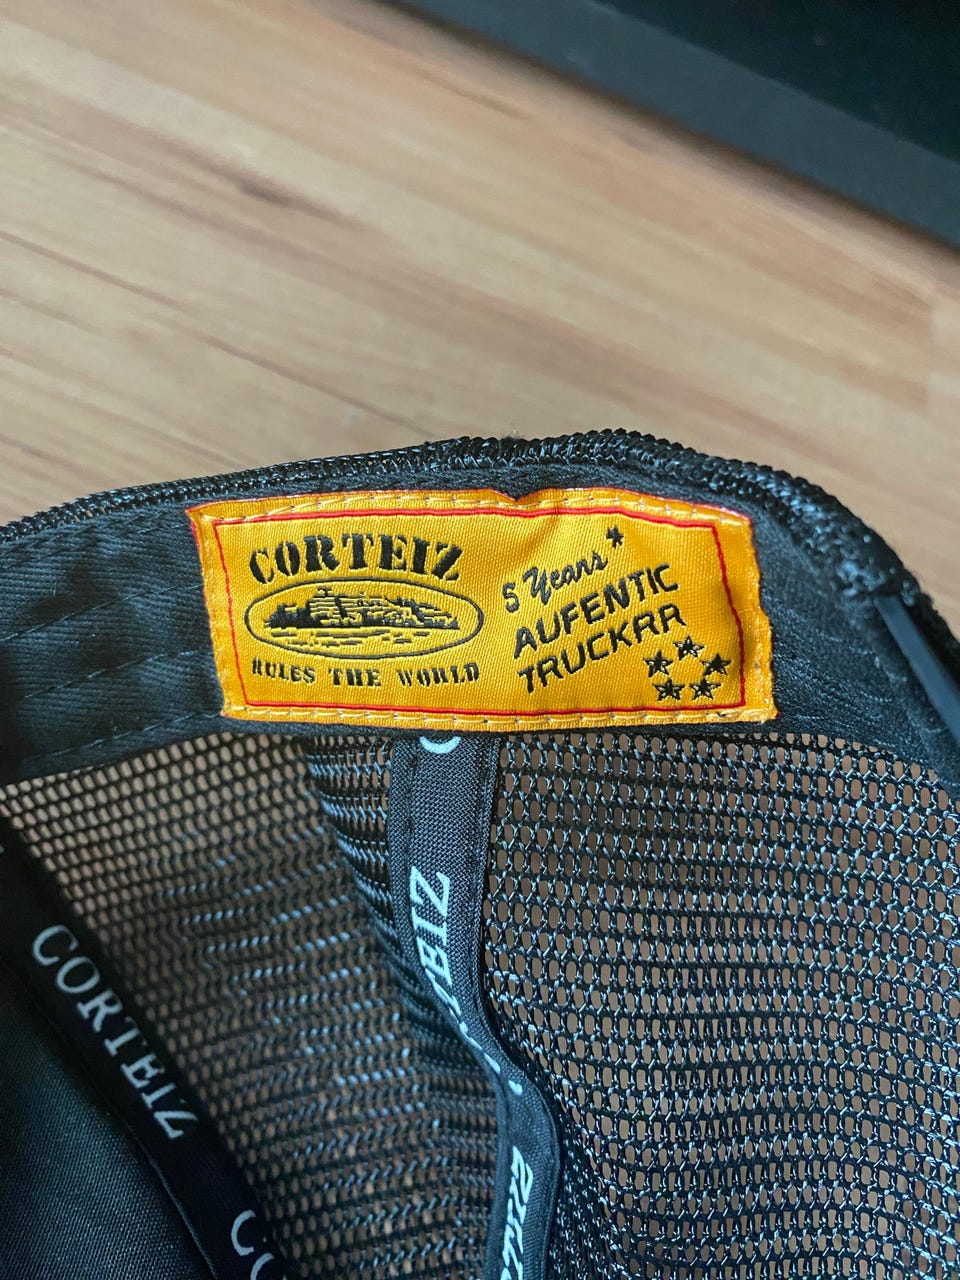 CORTEIZ
RULES THE WORLD
5 Years
AUFENTIC
TRUCKRR
CORTEIZ